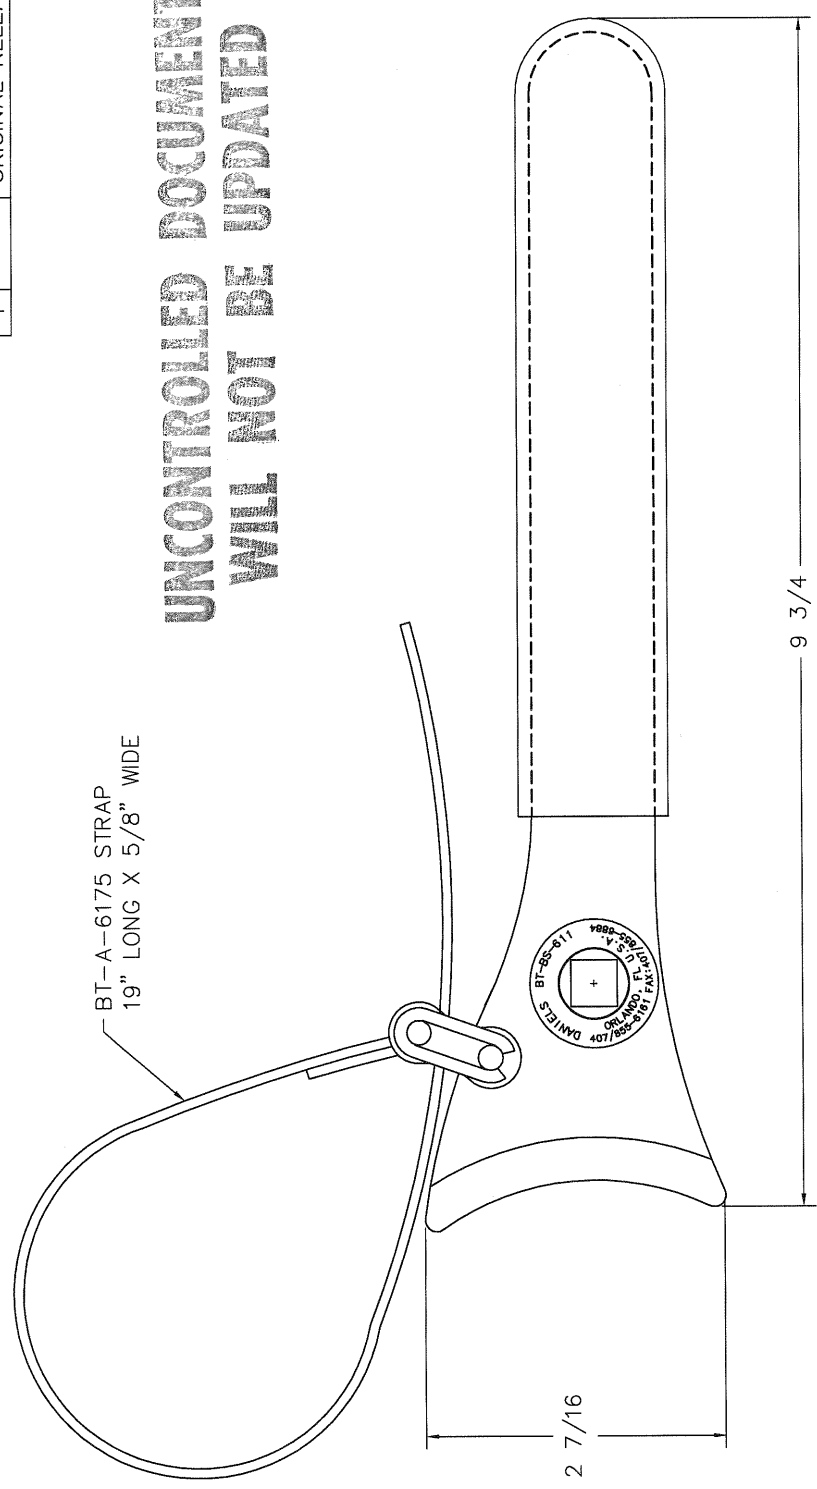 ORIGINAL
UNCONTROLLED DOCUMENT
WILL NOT BE UPDATED
BT-A-6175 STRAP
19" LONG X 5/8" WIDE
DANIELS BT-BS-611
ORLANDO, FL U.S.A.
407/855-6161 FAX:407/855-6884
9 3/4
2 7/16